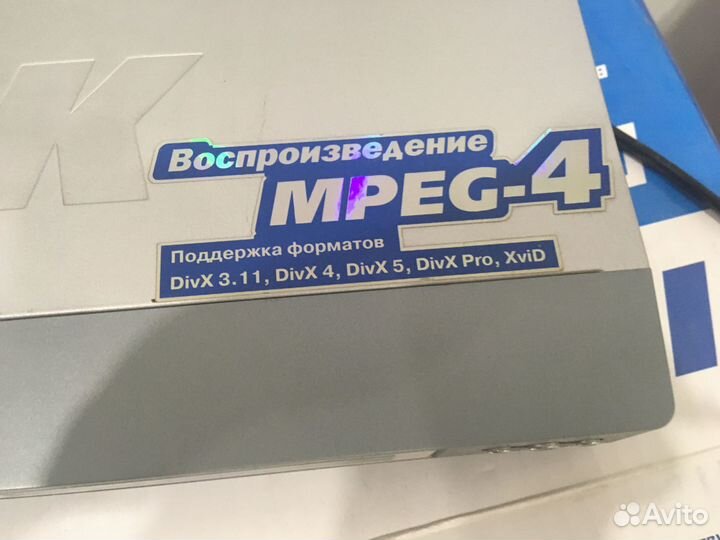 Воспроизведение
MPEG-4
Поддержка форматов
DivX 3.11, DivX 4, DivX 5, DivX Pro, XviD
Avito